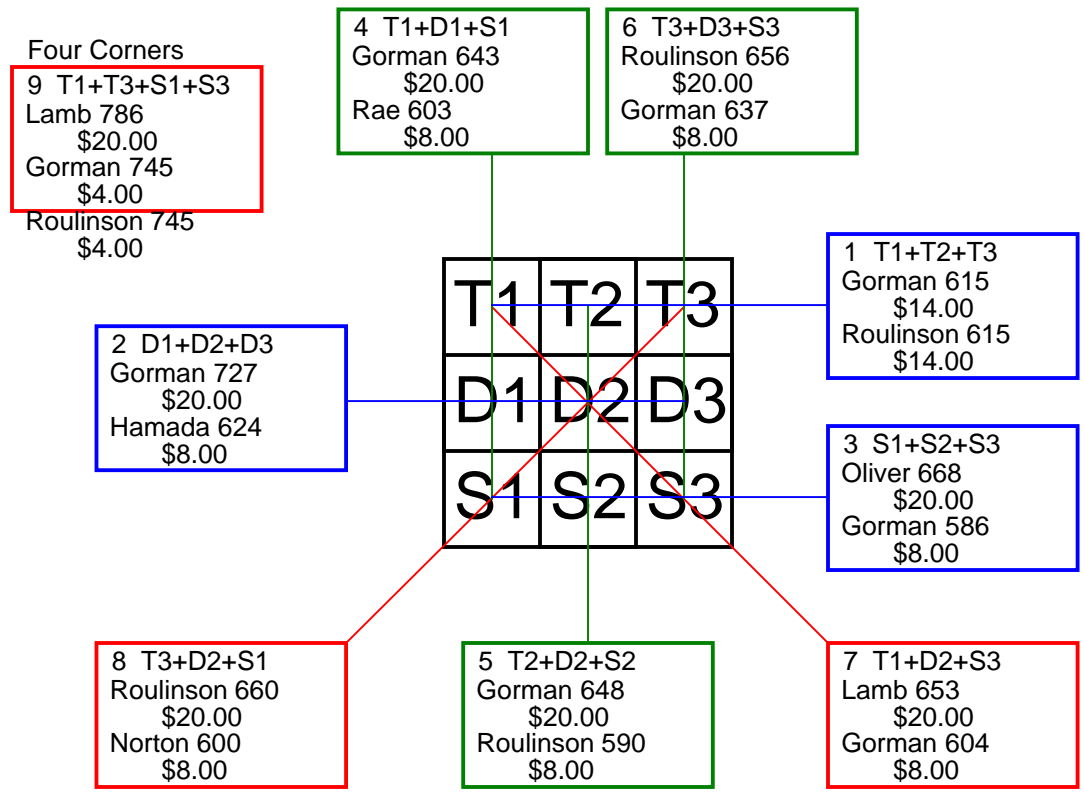 Four Corners
9 T1+T3+S1+S3
Lamb 786
$20.00
Gorman 745
$4.00
Roulinson 745
$4.00
4 T1+D1+S1
Gorman 643
$20.00
Rae 603
$8.00
6 T3+D3+S3
Roulinson 656
$20.00
Gorman 637
$8.00
1 T1+T2+T3
Gorman 615
$14.00
Roulinson 615
$14.00
2 D1+D2+D3
Gorman 727
$20.00
Hamada 624
$8.00
T1 T2 T3
D1 D2 D3
S1 S2 S3
3 S1+S2+S3
Oliver 668
$20.00
Gorman 586
$8.00
8 T3+D2+S1
Roulinson 660
$20.00
Norton 600
$8.00
5 T2+D2+S2
Gorman 648
$20.00
Roulinson 590
$8.00
7 T1+D2+S3
Lamb 653
$20.00
Gorman 604
$8.00